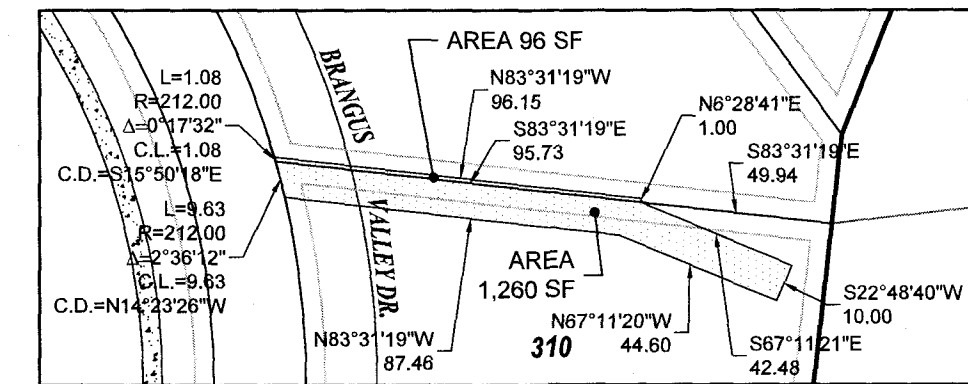 AREA 96 SF
BRANGUS
VALLEY DR.
L=1.08
R=212.00
Δ=0°17'32"
C.L.=1.08
C.D.=S15°50'18"E
N83°31'19"W
96.15
S83°31'19"E
95.73
N6°28'41"E
1.00
S83°31'19"E
49.94
L=9.63
R=212.00
Δ=2°36'12"
C.L.=9.63
C.D.=N14°23'26"W
AREA
1,260 SF
N83°31'19"W
87.46
310
N67°11'20"W
44.60
S67°11'21"E
42.48
S22°48'40"W
10.00